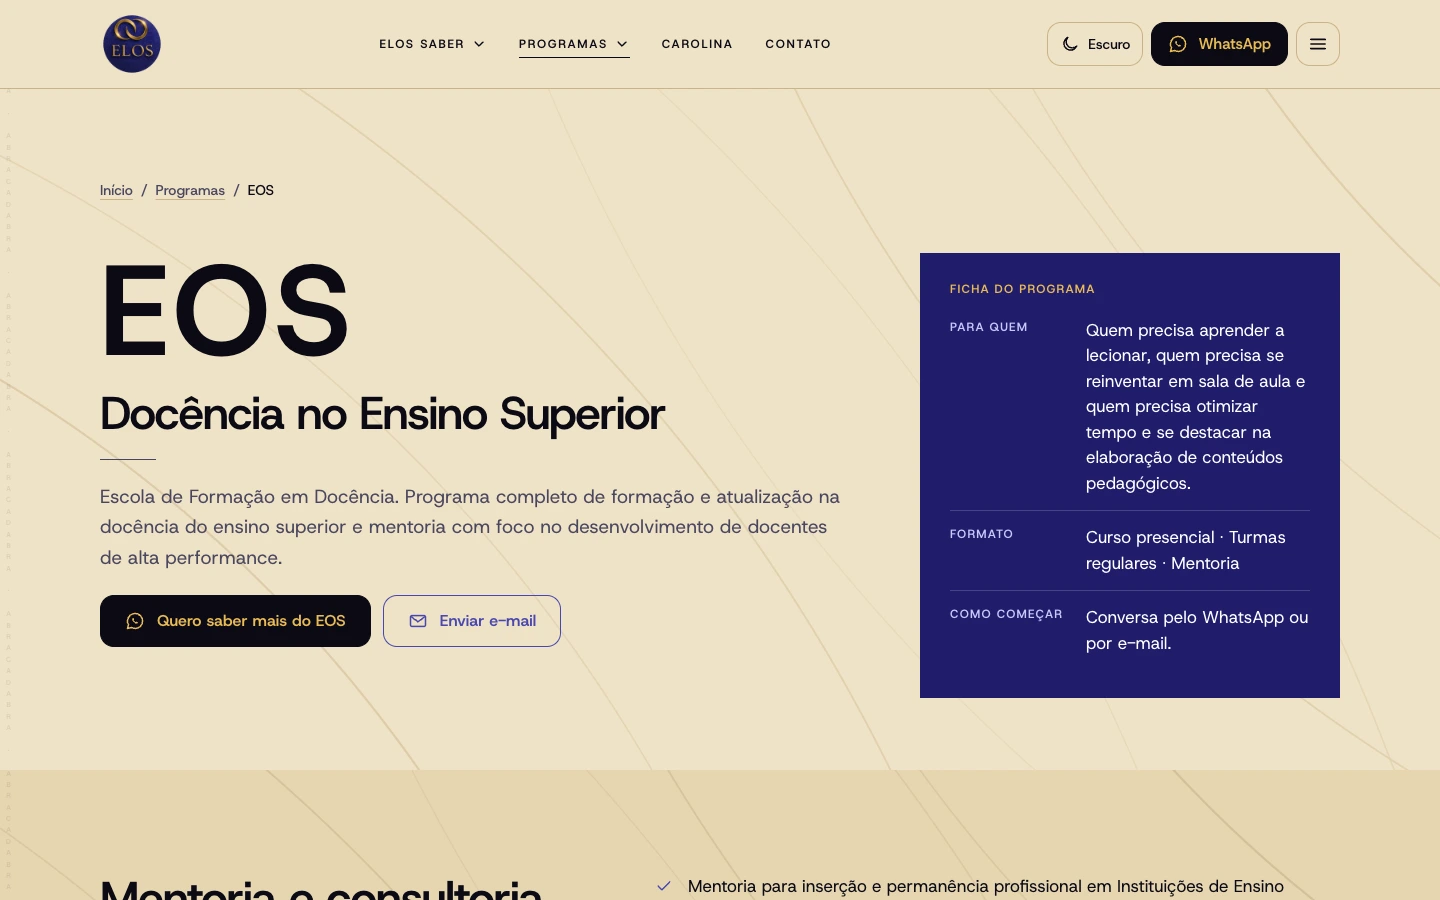 ELOS
ELOS SABER
PROGRAMAS
CAROLINA
CONTATO
Escuro
WhatsApp
Início / Programas / EOS
EOS
Docência no Ensino Superior
Escola de Formação em Docência. Programa completo de formação e atualização na
docência do ensino superior e mentoria com foco no desenvolvimento de docentes
de alta performance.
Quero saber mais do EOS
Enviar e-mail
FICHA DO PROGRAMA
PARA QUEM
Quem precisa aprender a
lecionar, quem precisa se
reinventar em sala de aula e
quem precisa otimizar
tempo e se destacar na
elaboração de conteúdos
pedagógicos.
FORMATO
Curso presencial · Turmas
regulares · Mentoria
COMO COMEÇAR
Conversa pelo WhatsApp ou
por e-mail.
Mentoria e consultoria
Mentoria para inserção e permanência profissional em Instituições de Ensino